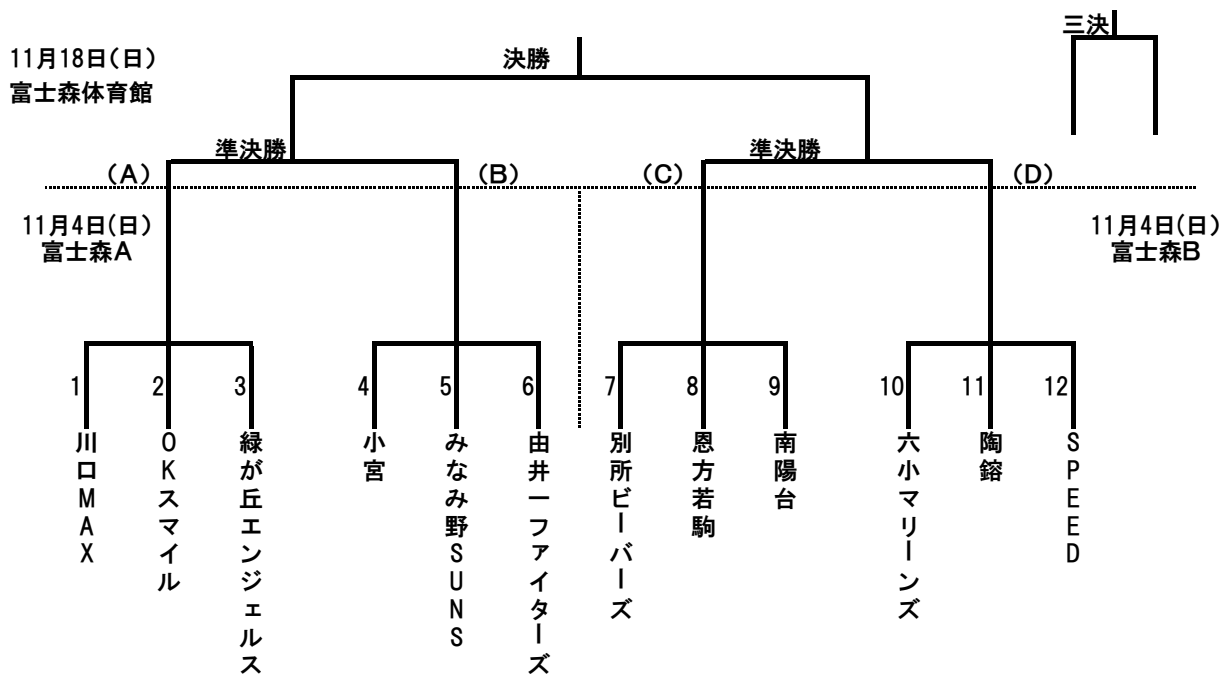 三決
11月18日(日)
富士森体育館
決勝
準決勝
準決勝
(A)
(B)
(C)
(D)
11月4日(日)
富士森A
11月4日(日)
富士森B
1
2
3
4
5
6
7
8
9
10
11
12
川口MAX
OKスマイル
緑が丘エンジェルス
小宮
みなみ野SUNS
由井一ファイターズ
別所ビーバーズ
恩方若駒
南陽台
六小マリーンズ
陶鎔
SPEED